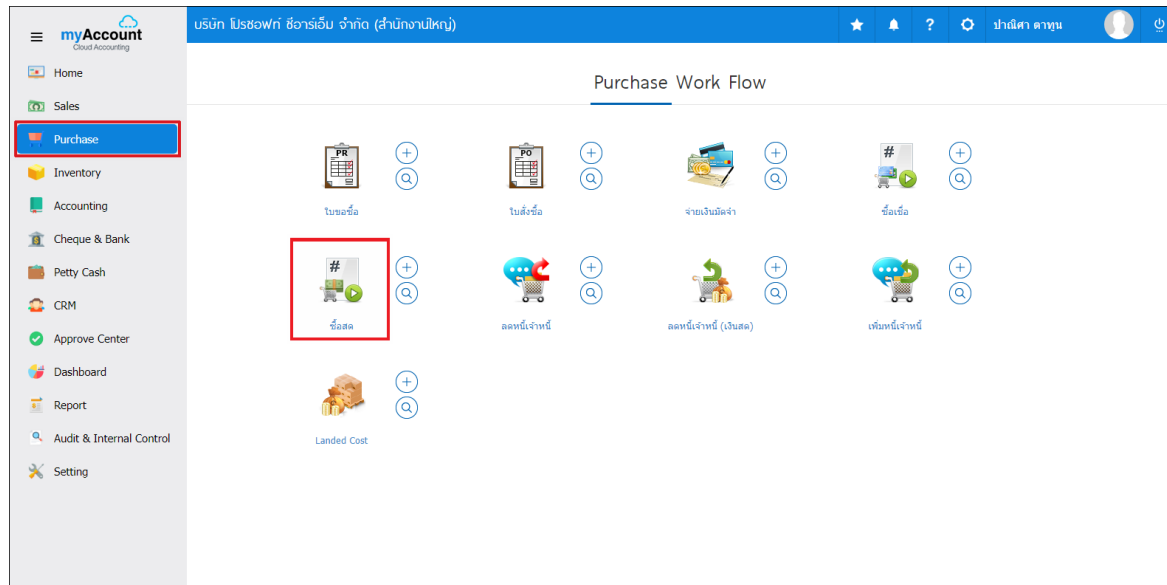 myAccount
Cloud Accounting
บริษัท โปรซอฟท์ ซีอาร์เอ็ม จำกัด (สำนักงานใหญ่)
?
ปาณิศา ดาทูน
Home
Sales
Purchase
Inventory
Accounting
Cheque & Bank
Petty Cash
CRM
Approve Center
Dashboard
Report
Audit & Internal Control
Setting
Purchase Work Flow
PR
PO
#
ใบขอซื้อ
ใบสั่งซื้อ
จ่ายเงินมัดจำ
ซื้อเชื่อ
#
ซื้อสด
ลดหนี้เจ้าหนี้
ลดหนี้เจ้าหนี้ (เงินสด)
เพิ่มหนี้เจ้าหนี้
Landed Cost